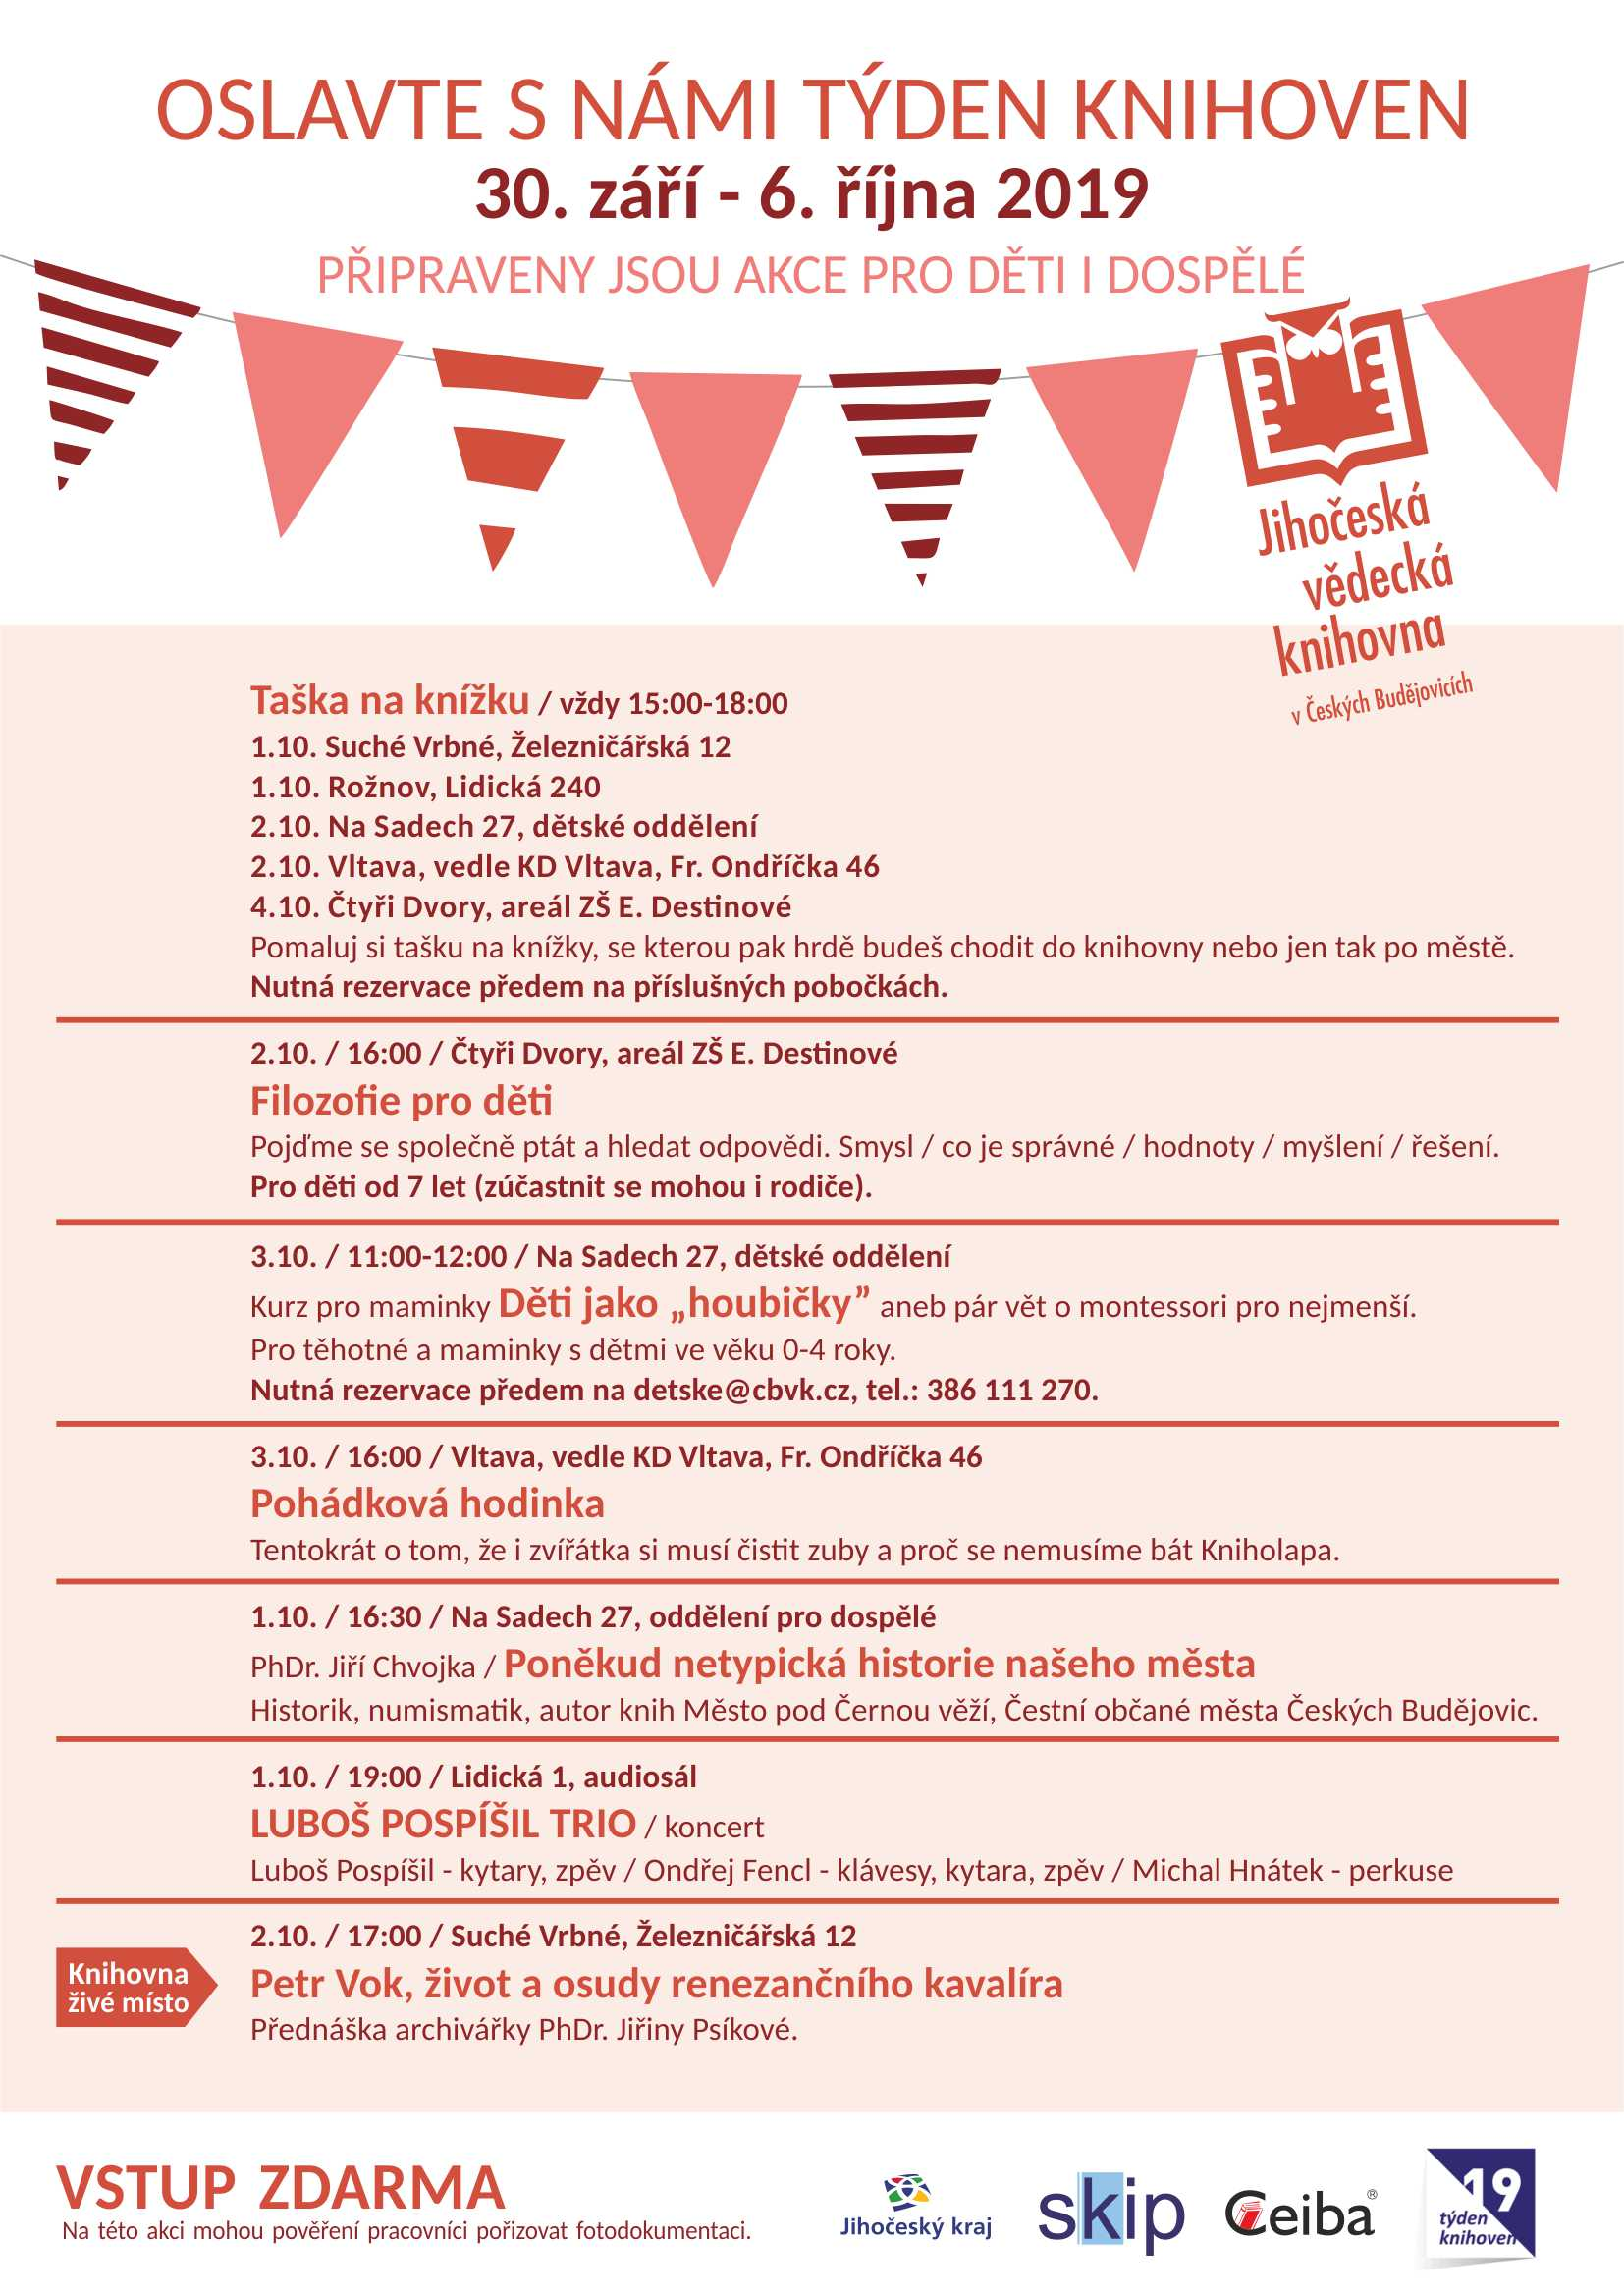 OSLAVTE S NÁMI TÝDEN KNIHOVEN
30. září - 6. října 2019
PŘIPRAVENY JSOU AKCE PRO DĚTI I DOSPĚLÉ
Jihočeská
vědecká
knihovna
v Českých Budějovicích
Taška na knížku / vždy 15:00-18:00
1.10. Suché Vrbné, Železničářská 12
1.10. Rožnov, Lidická 240
2.10. Na Sadech 27, dětské oddělení
2.10. Vltava, vedle KD Vltava, Fr. Ondříčka 46
4.10. Čtyři Dvory, areál ZŠ E. Destinové
Pomaluj si tašku na knížky, se kterou pak hrdě budeš chodit do knihovny nebo jen tak po městě.
Nutná rezervace předem na příslušných pobočkách.
2.10. / 16:00 / Čtyři Dvory, areál ZŠ E. Destinové
Filozofie pro děti
Pojďme se společně ptát a hledat odpovědi. Smysl / co je správné / hodnoty / myšlení / řešení.
Pro děti od 7 let (zúčastnit se mohou i rodiče).
3.10. / 11:00-12:00 / Na Sadech 27, dětské oddělení
Kurz pro maminky Děti jako „houbičky” aneb pár vět o montessori pro nejmenší.
Pro těhotné a maminky s dětmi ve věku 0-4 roky.
Nutná rezervace předem na detske@cbvk.cz, tel.: 386 111 270.
3.10. / 16:00 / Vltava, vedle KD Vltava, Fr. Ondříčka 46
Pohádková hodinka
Tentokrát o tom, že i zvířátka si musí čistit zuby a proč se nemusíme bát Kniholapa.
1.10. / 16:30 / Na Sadech 27, oddělení pro dospělé
PhDr. Jiří Chvojka / Poněkud netypická historie našeho města
Historik, numismatik, autor knih Město pod Černou věží, Čestní občané města Českých Budějovic.
1.10. / 19:00 / Lidická 1, audiosál
LUBOŠ POSPÍŠIL TRIO / koncert
Luboš Pospíšil - kytary, zpěv / Ondřej Fencl - klávesy, kytara, zpěv / Michal Hnátek - perkuse
2.10. / 17:00 / Suché Vrbné, Železničářská 12
Knihovna
živé místo
Petr Vok, život a osudy renezančního kavalíra
Přednáška archivářky PhDr. Jiřiny Psíkové.
VSTUP ZDARMA
Na této akci mohou pověření pracovníci pořizovat fotodokumentaci.
Jihočeský kraj
skip
Ceiba®
19
týden
knihoven